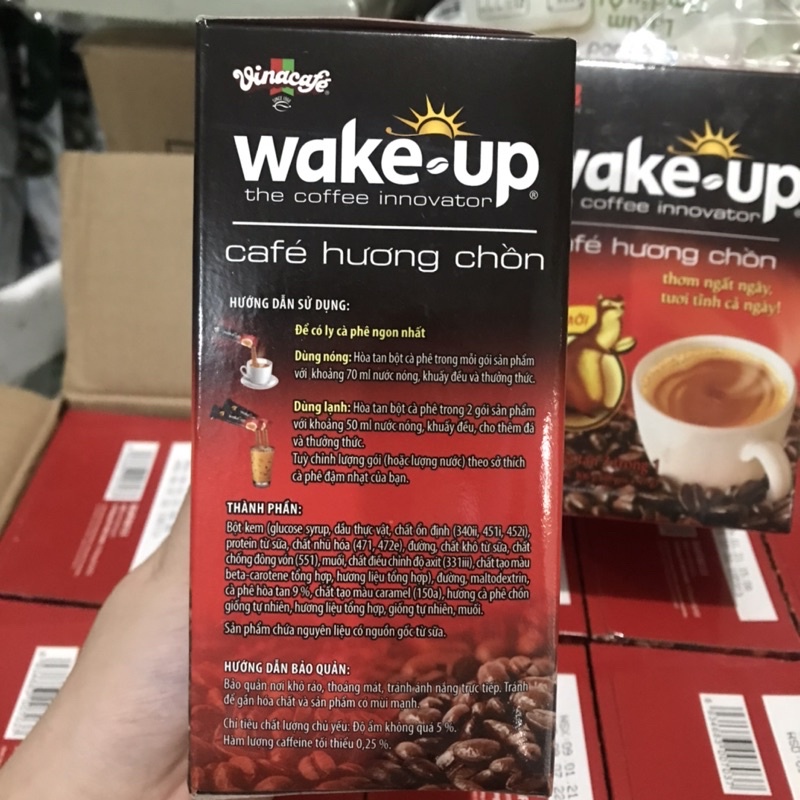 Vinacafé
wake-up
the coffee innovator
café hương chồn
HƯỚNG DẪN SỬ DỤNG:
Để có ly cà phê ngon nhất
Dùng nóng: Hòa tan bột cà phê trong mỗi gói sản phẩm
với khoảng 70 ml nước nóng, khuấy đều và thưởng thức.
Dùng lạnh: Hòa tan bột cà phê trong 2 gói sản phẩm
với khoảng 50 ml nước nóng, khuấy đều, cho thêm đá
và thưởng thức.
Tuỳ chỉnh lượng gói (hoặc lượng nước) theo sở thích
cà phê đậm nhạt của bạn.
THÀNH PHẦN:
Bột kem (glucose syrup, dầu thực vật, chất ổn định (340ii, 451i, 452i),
protein từ sữa, chất nhũ hóa (471, 472e), đường, chất khô từ sữa, chất
chống đông vón (551), muối, chất điều chỉnh độ axit (331iii), chất tạo màu
beta-carotene tổng hợp, hương liệu tổng hợp), đường, maltodextrin,
cà phê hòa tan 9 %, chất tạo màu caramel (150a), hương cà phê chồn
giống tự nhiên, hương liệu tổng hợp, giống tự nhiên, muối.
Sản phẩm chứa nguyên liệu có nguồn gốc từ sữa.
HƯỚNG DẪN BẢO QUẢN:
Bảo quản nơi khô ráo, thoáng mát, tránh ánh nắng trực tiếp. Tránh
để gần hóa chất và sản phẩm có mùi mạnh.
Chỉ tiêu chất lượng chủ yếu: Độ ẩm không quá 5 %.
Hàm lượng caffeine tối thiểu 0,25 %.
wake-up
coffee innovator
café hương chồn
thơm ngất ngây,
tươi tỉnh cả ngày!
MỚI